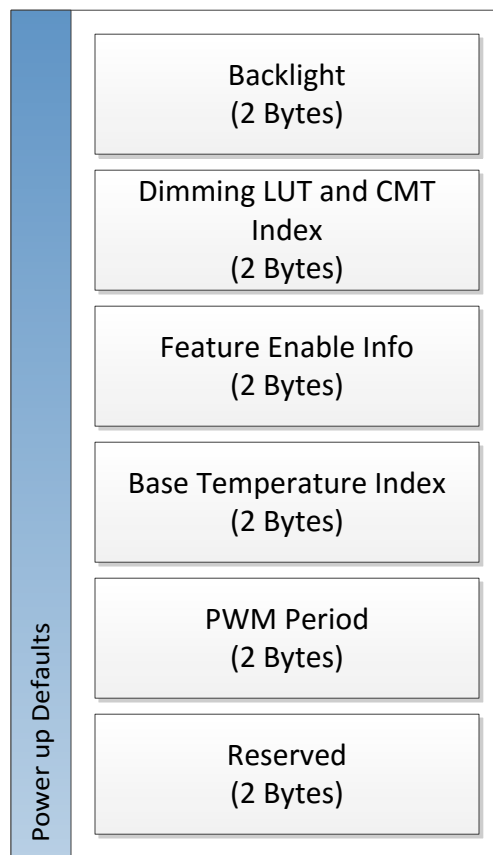 Backlight
(2 Bytes)
Dimming LUT and CMT
Index
(2 Bytes)
Feature Enable Info
(2 Bytes)
Base Temperature Index
(2 Bytes)
PWM Period
(2 Bytes)
Reserved
(2 Bytes)
Power up Defaults